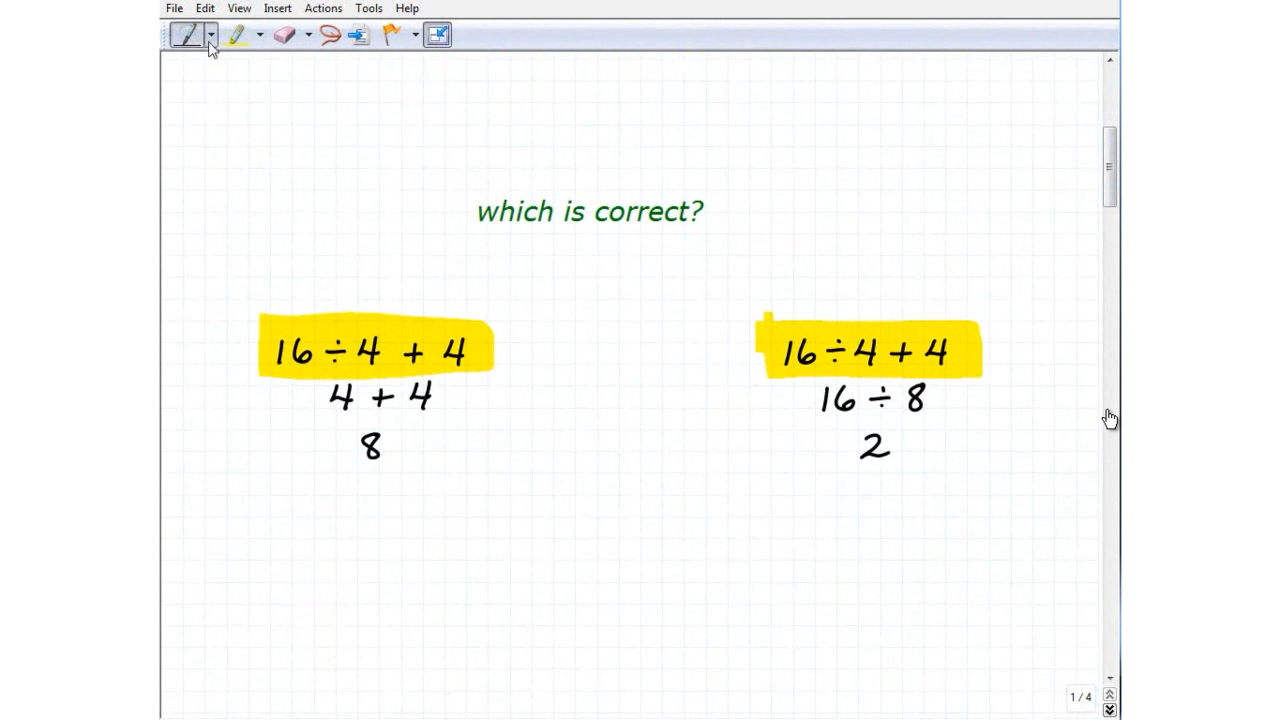 File Edit View Insert Actions Tools Help
which is correct?
16 ÷ 4 + 4
4 + 4
8
16 ÷ 4 + 4
16 ÷ 8
2
1 / 4